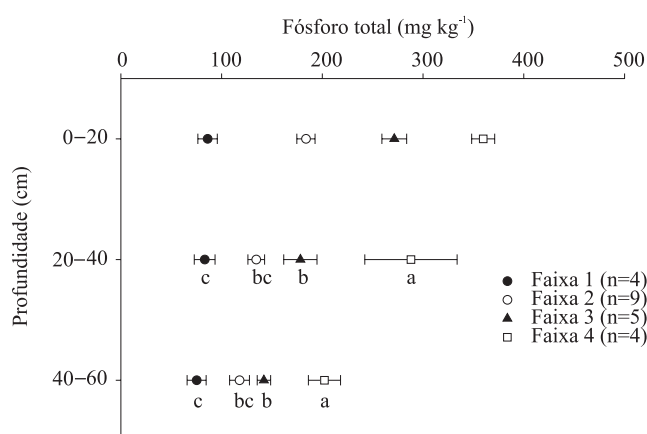 Fósforo total (mg kg-1)
0 100 200 300 400 500
Profundidade (cm)
0–20
20–40
c bc b a
Faixa 1 (n=4)
Faixa 2 (n=9)
Faixa 3 (n=5)
Faixa 4 (n=4)
40–60
c bc b a